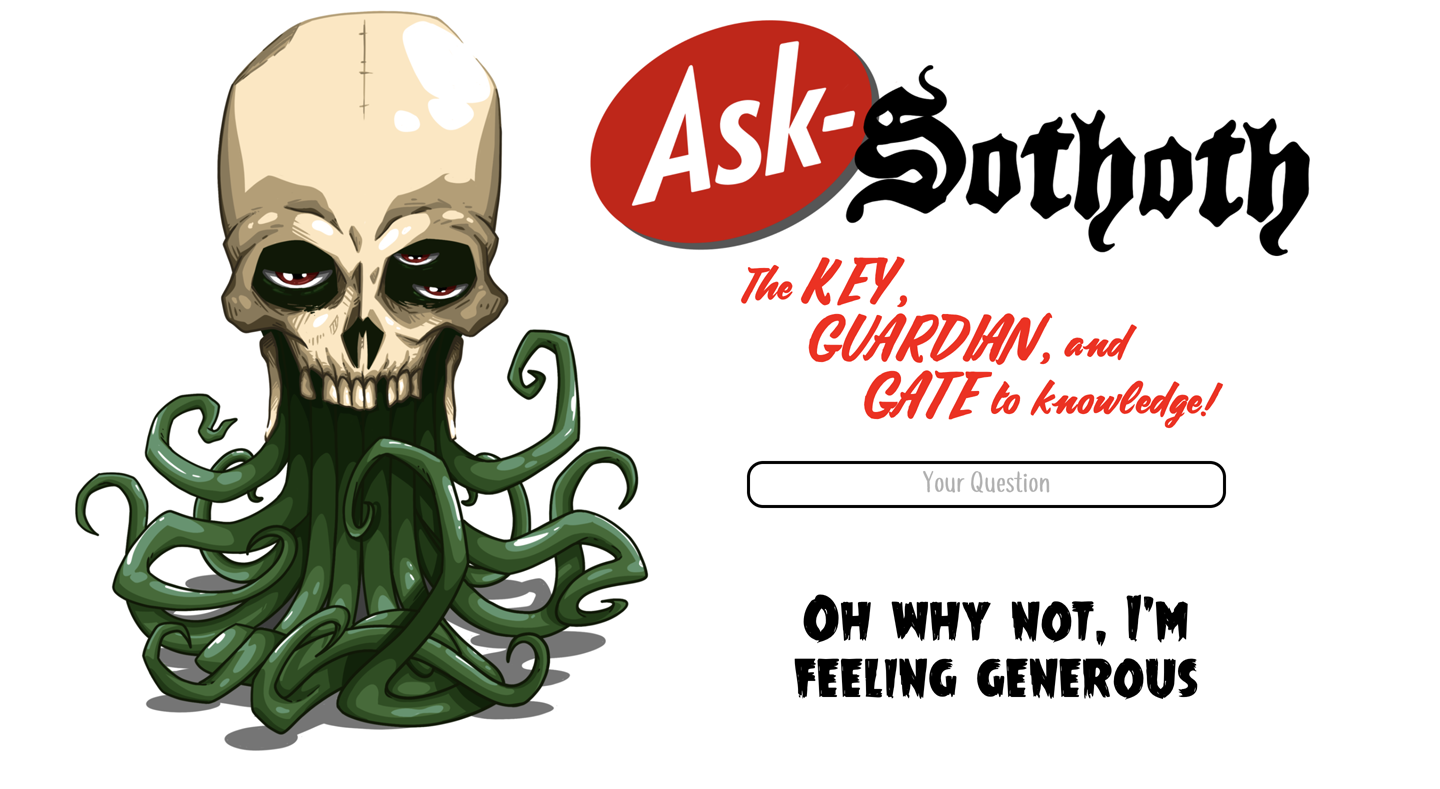 Ask-Sothoth
The KEY,
GUARDIAN, and
GATE to knowledge!
Your Question
OH WHY NOT, I'M
FEELING GENEROUS